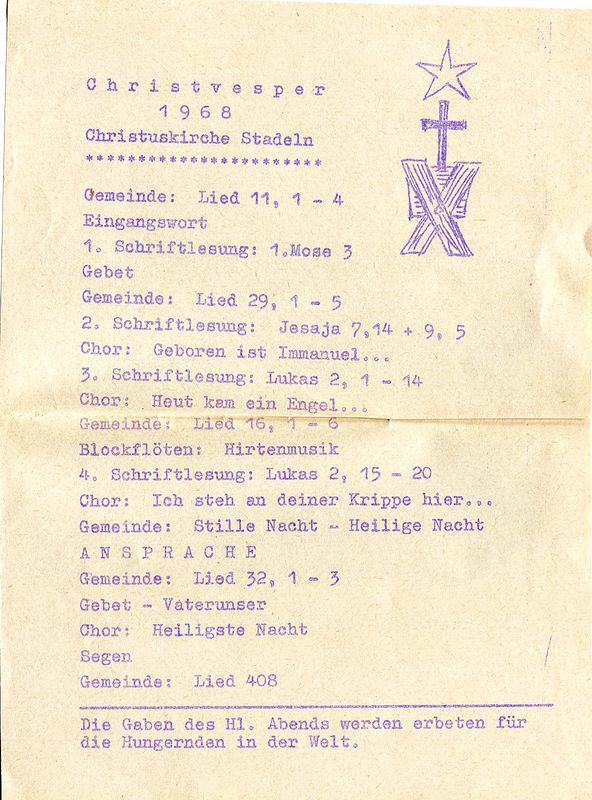 C h r i s t v e s p e r
1 9 6 8
Christuskirche Stadeln
**********************
Gemeinde: Lied 11, 1 - 4
Eingangswort
1. Schriftlesung: 1.Mose 3
Gebet
Gemeinde: Lied 29, 1 - 5
2. Schriftlesung: Jesaja 7,14 + 9, 5
Chor: Geboren ist Immanuel...
3. Schriftlesung: Lukas 2, 1 - 14
Chor: Heut kam ein Engel...
Gemeinde: Lied 16, 1 - 6
Blockflöten: Hirtenmusik
4. Schriftlesung: Lukas 2, 15 - 20
Chor: Ich steh an deiner Krippe hier...
Gemeinde: Stille Nacht - Heilige Nacht
A N S P R A C H E
Gemeinde: Lied 32, 1 - 3
Gebet - Vaterunser
Chor: Heiligste Nacht
Segen
Gemeinde: Lied 408
Die Gaben des Hl. Abends werden erbeten für
die Hungernden in der Welt.